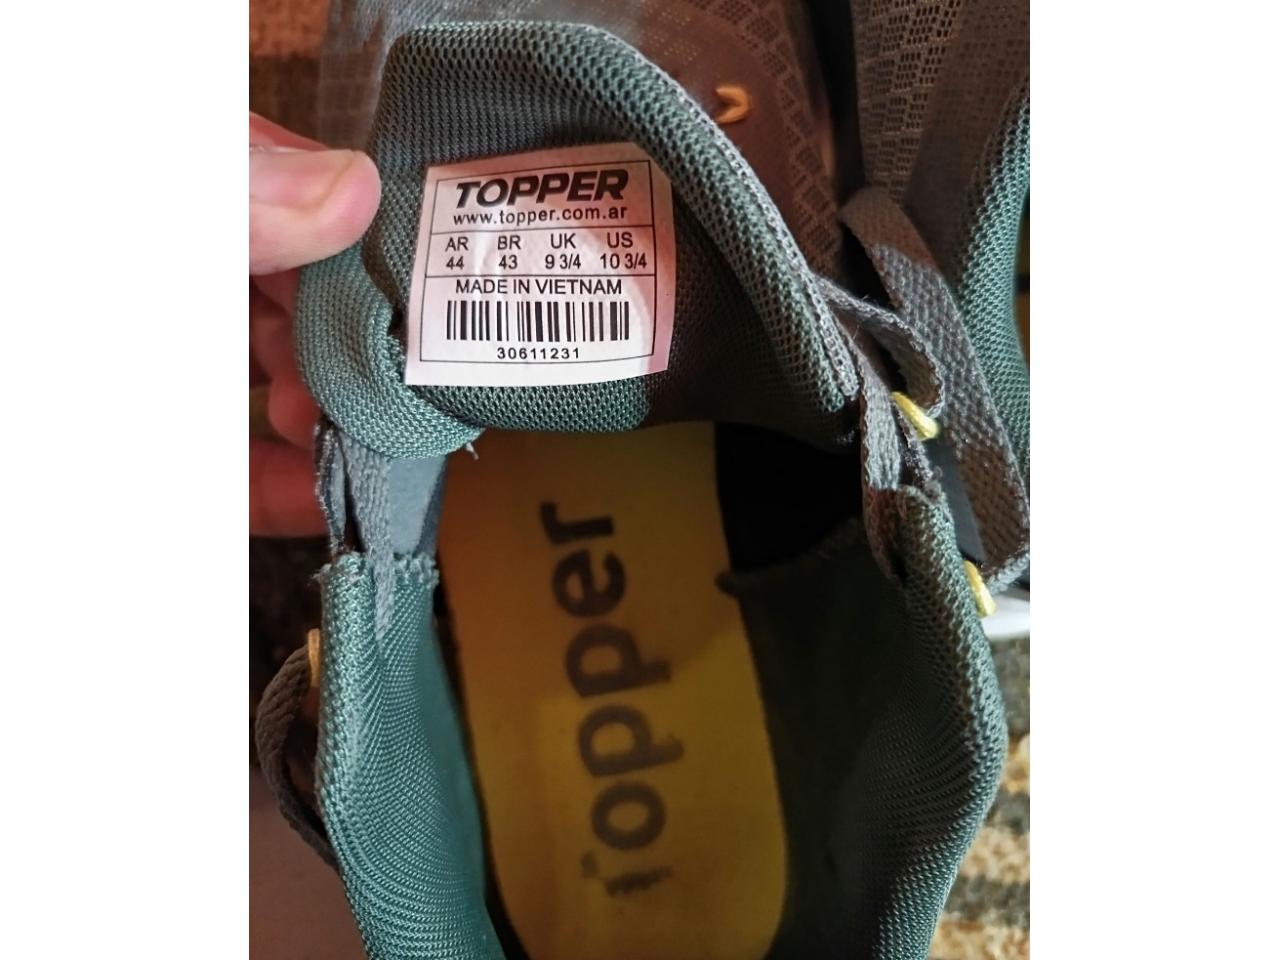 TOPPER
www.topper.com.ar
AR BR UK US
44 43 9 3/4 10 3/4
MADE IN VIETNAM
30611231
Topper